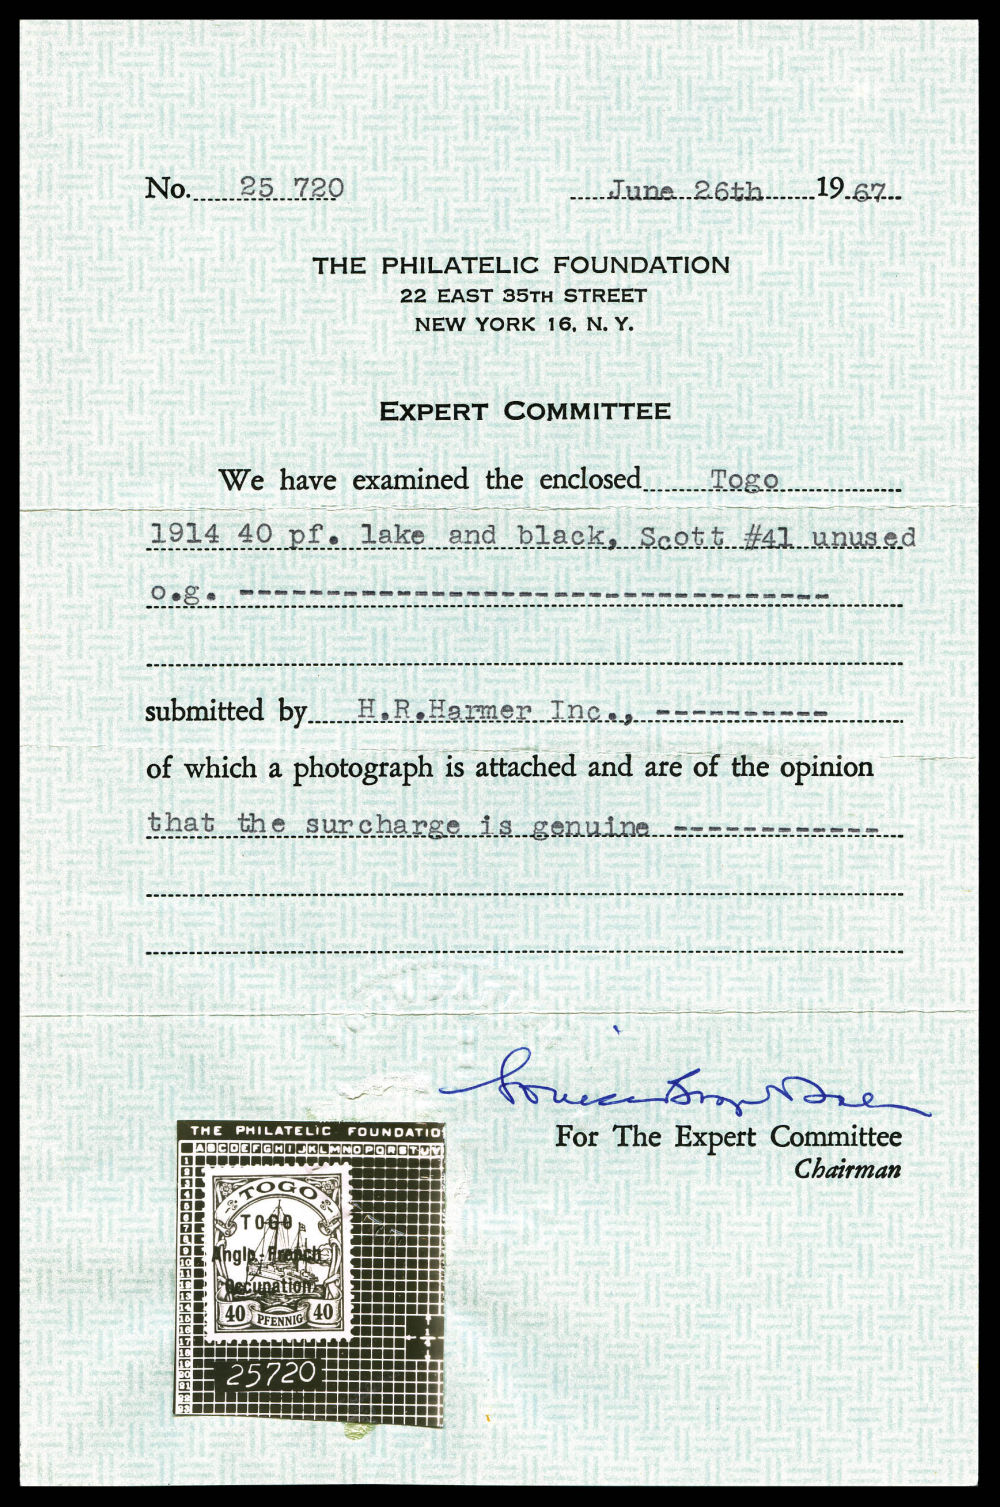 No. 25 720 June 26th 1967
THE PHILATELIC FOUNDATION
22 EAST 35TH STREET
NEW YORK 16, N. Y.
EXPERT COMMITTEE
We have examined the enclosed Togo
1914 40 pf. lake and black, Scott #41 unused
o.g. ----------------------------------
submitted by H.R.Harmer Inc., ----------
of which a photograph is attached and are of the opinion
that the surcharge is genuine ------------
For The Expert Committee
Chairman
THE PHILATELIC FOUNDATIO
ABCDEFGHIJKLMNOPQRSTUV
TOGO
TOGO
Anglo-French
Occupation
40 PFENNIG 40
25720